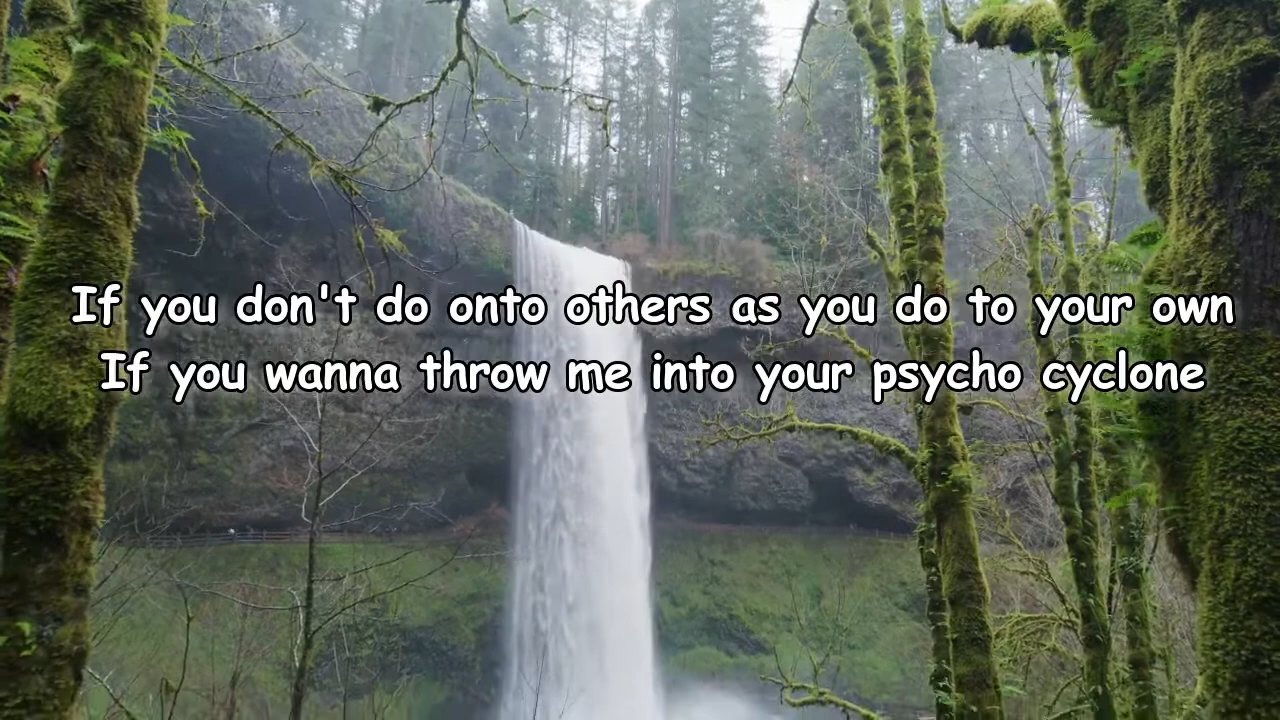 If you don't do onto others as you do to your own
If you wanna throw me into your psycho cyclone